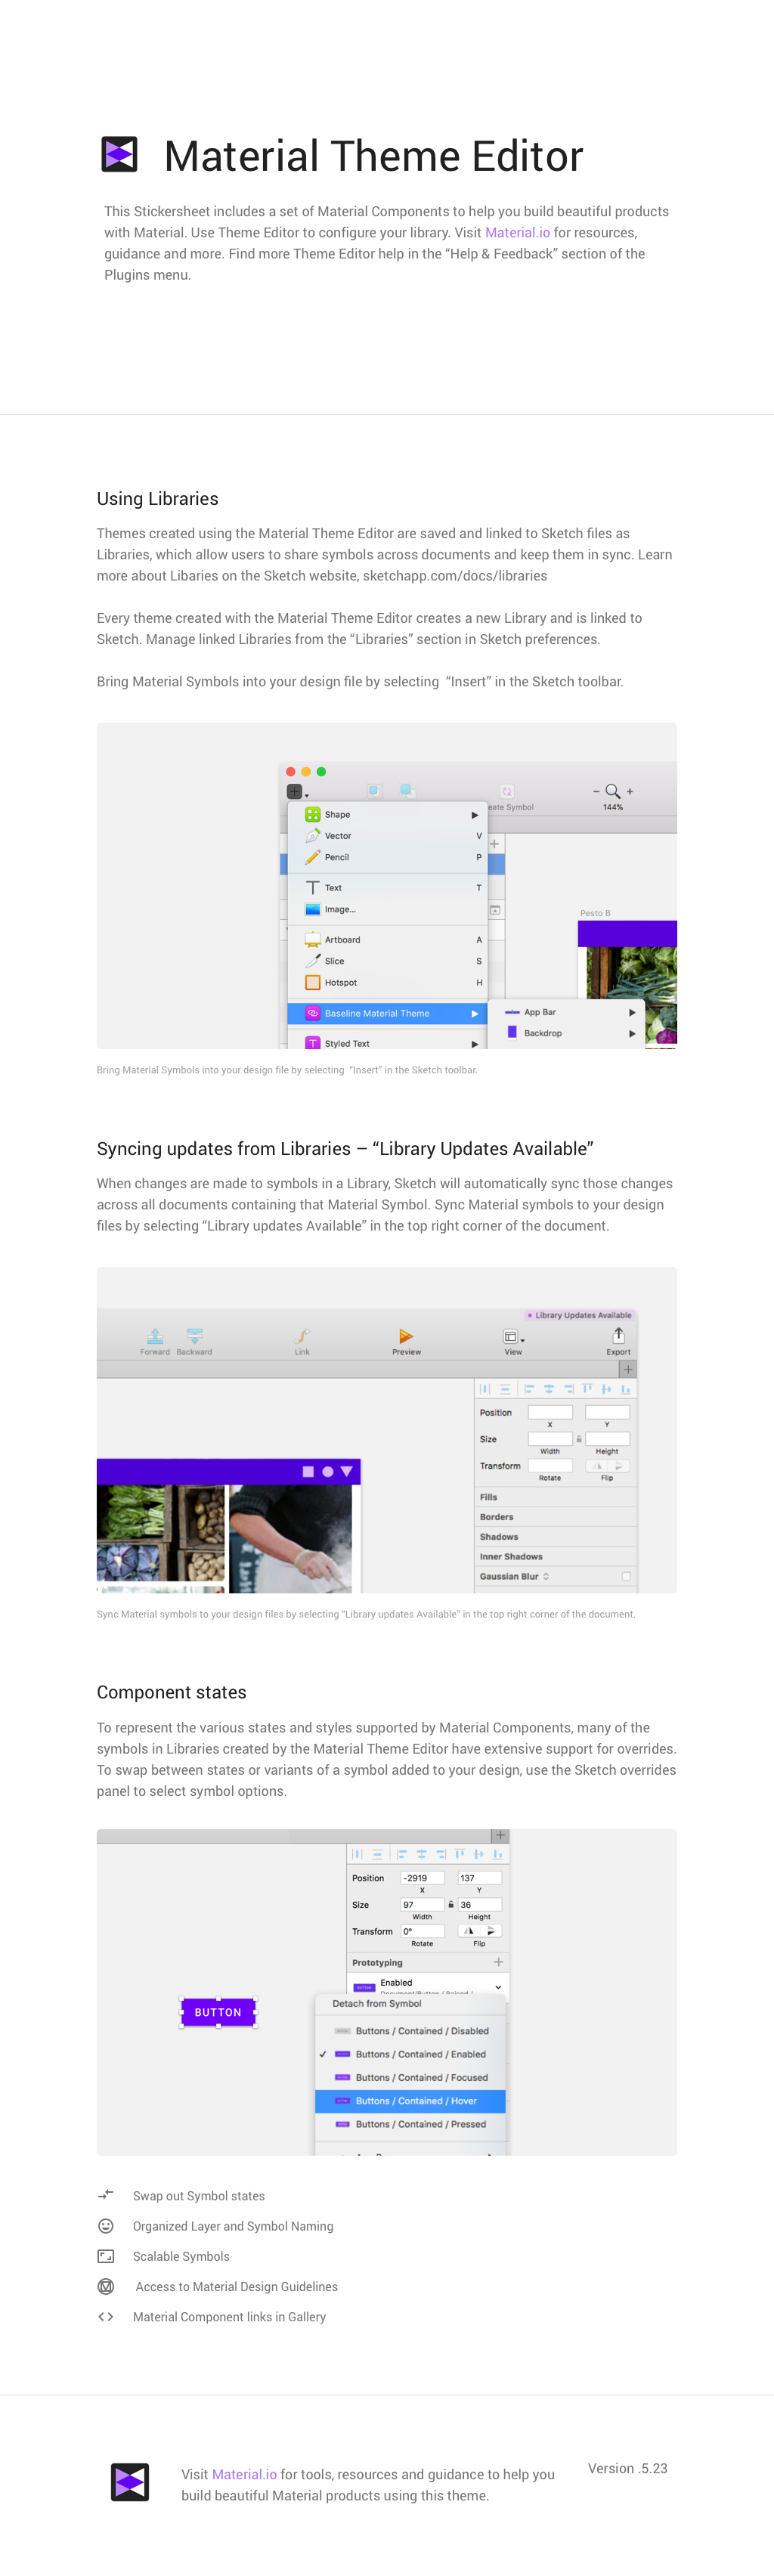 Material Theme Editor
This Stickersheet includes a set of Material Components to help you build beautiful products
with Material. Use Theme Editor to configure your library. Visit Material.io for resources,
guidance and more. Find more Theme Editor help in the “Help & Feedback” section of the
Plugins menu.
Using Libraries
Themes created using the Material Theme Editor are saved and linked to Sketch files as
Libraries, which allow users to share symbols across documents and keep them in sync. Learn
more about Libaries on the Sketch website, sketchapp.com/docs/libraries
Every theme created with the Material Theme Editor creates a new Library and is linked to
Sketch. Manage linked Libraries from the “Libraries” section in Sketch preferences.
Bring Material Symbols into your design file by selecting “Insert” in the Sketch toolbar.
eate Symbol
144%
Shape
Vector V
Pencil P
Text T
Image...
Artboard A
Slice S
Hotspot H
Baseline Material Theme
Styled Text
Pesto B
App Bar
Backdrop
Bring Material Symbols into your design file by selecting “Insert” in the Sketch toolbar.
Syncing updates from Libraries – “Library Updates Available”
When changes are made to symbols in a Library, Sketch will automatically sync those changes
across all documents containing that Material Symbol. Sync Material symbols to your design
files by selecting “Library updates Available” in the top right corner of the document.
Library Updates Available
Forward Backward Link Preview View Export
Position
X Y
Size
Width Height
Transform
Rotate Flip
Fills
Borders
Shadows
Inner Shadows
Gaussian Blur
Sync Material symbols to your design files by selecting “Library updates Available” in the top right corner of the document.
Component states
To represent the various states and styles supported by Material Components, many of the
symbols in Libraries created by the Material Theme Editor have extensive support for overrides.
To swap between states or variants of a symbol added to your design, use the Sketch overrides
panel to select symbol options.
Position -2919 137
X Y
Size 97 36
Width Height
Transform 0°
Rotate Flip
Prototyping
Enabled
Document/Button / Raised /
BUTTON
Detach from Symbol
Buttons / Contained / Disabled
Buttons / Contained / Enabled
Buttons / Contained / Focused
Buttons / Contained / Hover
Buttons / Contained / Pressed
Swap out Symbol states
Organized Layer and Symbol Naming
Scalable Symbols
Access to Material Design Guidelines
Material Component links in Gallery
Visit Material.io for tools, resources and guidance to help you
build beautiful Material products using this theme.
Version .5.23